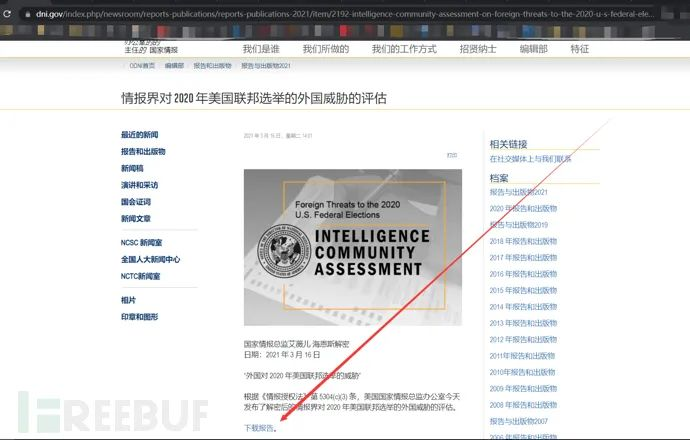 dni.gov/index.php/newsroom/reports-publications/reports-publications-2021/item/2192-intelligence-community-assessment-on-foreign-threats-to-the-2020-u-s-federal-ele...
办公室的的
主任的 国家情报
我们是谁 我们所做的 我们的工作方式 招贤纳士 编辑部 特征
ODNI首页 编辑部 报告和出版物 报告与出版物2021
情报界对 2020 年美国联邦选举的外国威胁的评估
最近的新闻
报告和出版物
新闻稿
演讲和采访
国会证词
新闻文章
NCSC 新闻室
全国人大新闻中心
NCTC新闻室
相片
印章和图形
2021 年 3 月 16 日，星期二 14:01
打印
Foreign Threats to the 2020
U.S. Federal Elections
INTELLIGENCE
COMMUNITY
ASSESSMENT
国家情报总监艾薇儿·海恩斯解密
日期：2021 年 3 月 16 日
“外国对 2020 年美国联邦选举的威胁”
根据《情报授权法》第 5304(c)(3) 条，美国国家情报总监办公室今天
发布了解密后的情报界对 2020 年美国联邦选举的外国威胁的评估。
下载报告。
相关链接
在社交媒体上与我们联系
档案
报告与出版物2021
2020 年报告和出版物
报告与出版物2019
2018 年报告和出版物
2017 年报告和出版物
2016 年报告和出版物
2015 年报告和出版物
2014 年报告和出版物
2013 年报告和出版物
2012 年报告和出版物
2011年报告和出版物
2010年报告和出版物
2009 年报告和出版物
2008 年报告和出版物
报告与出版物2007
2006 年报告和出版物
FREEBUF